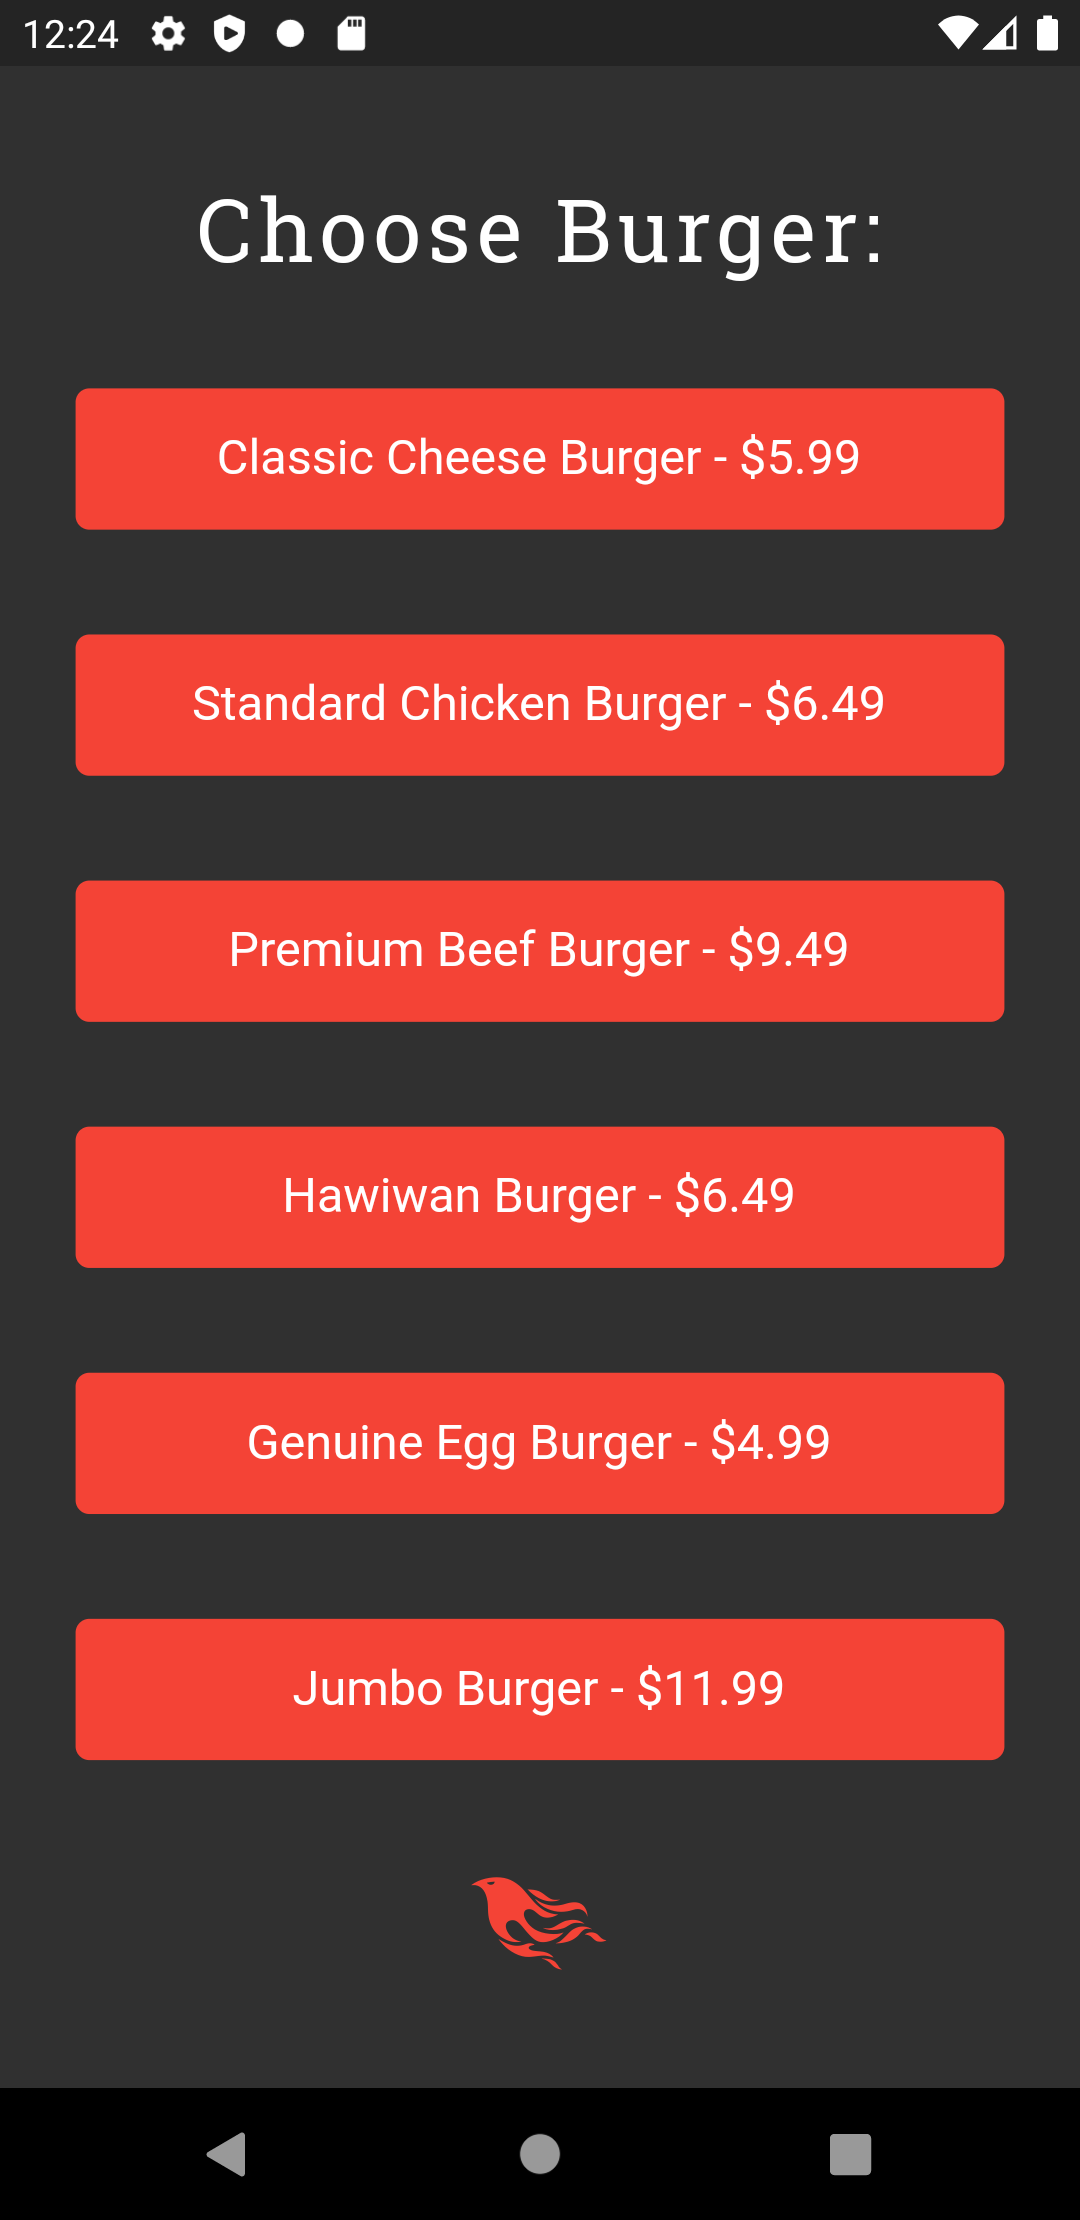 12:24
Choose Burger:
Classic Cheese Burger - $5.99
Standard Chicken Burger - $6.49
Premium Beef Burger - $9.49
Hawiwan Burger - $6.49
Genuine Egg Burger - $4.99
Jumbo Burger - $11.99